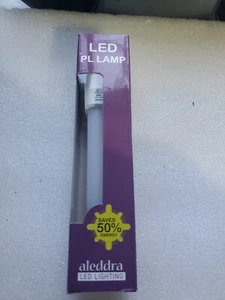 LED
PL LAMP
SAVES
50%
ENERGY
aleddra
LED LIGHTING